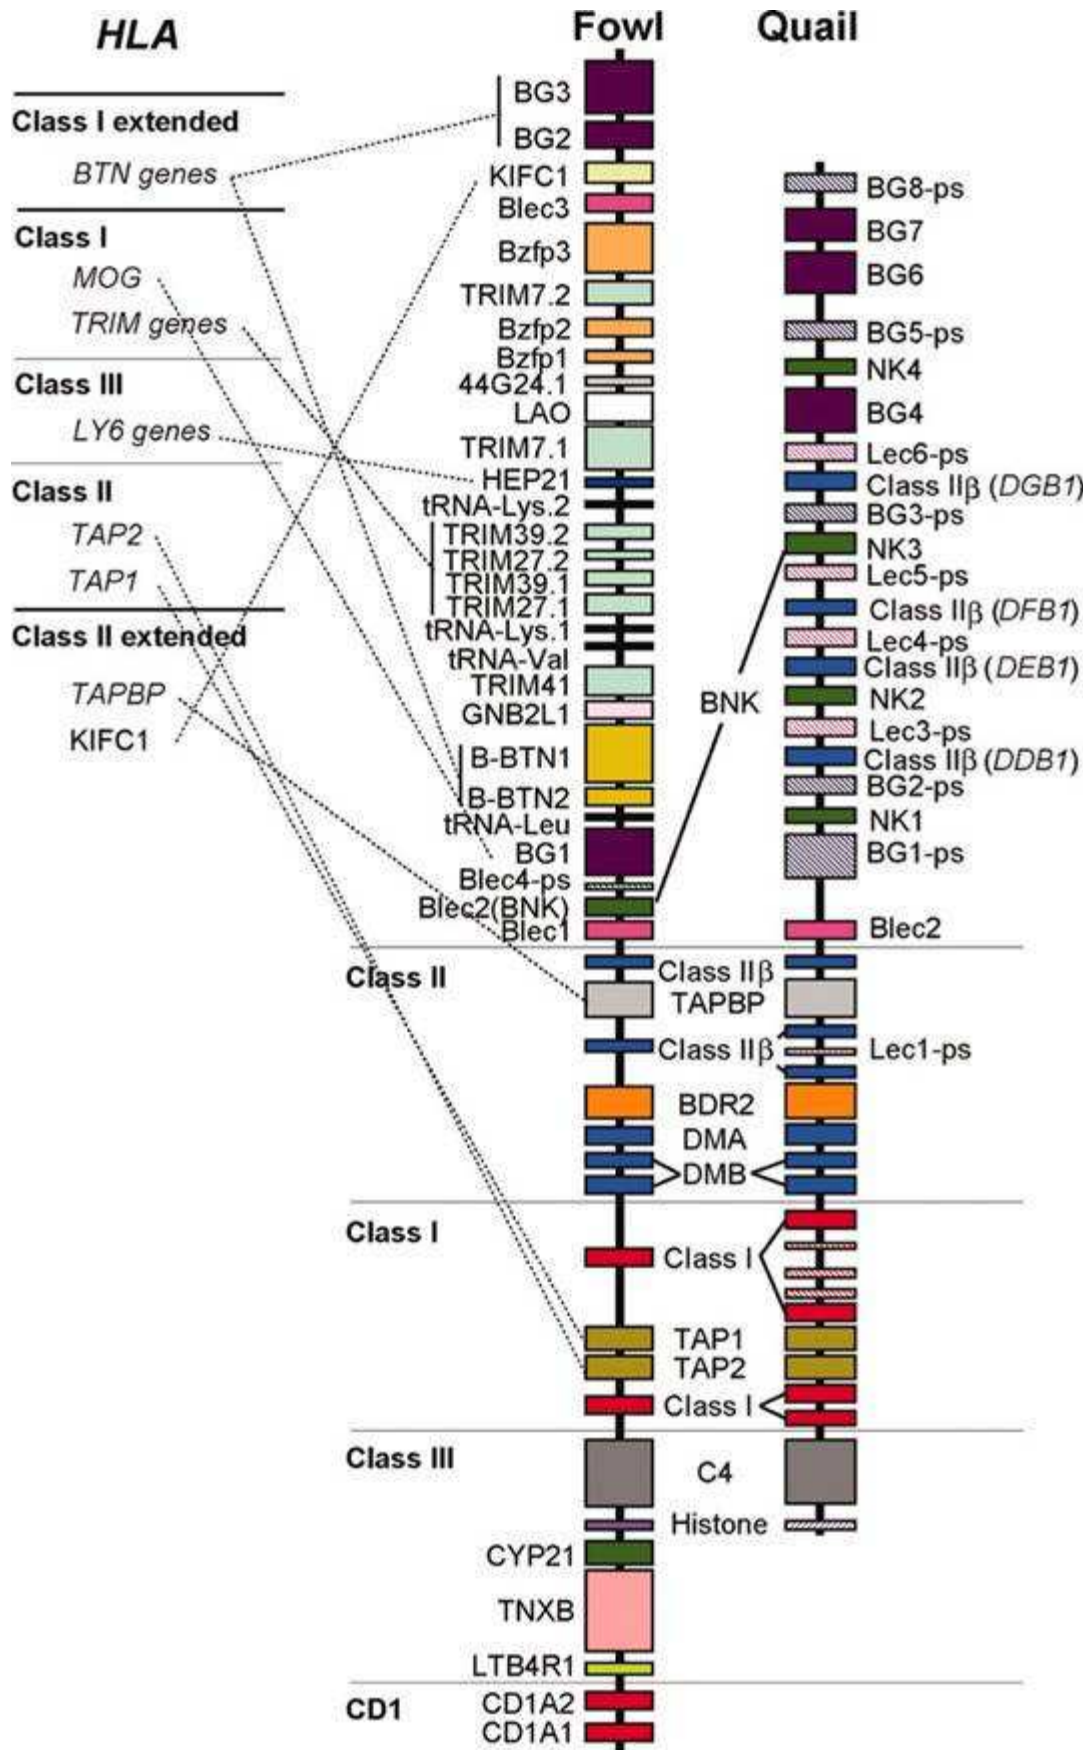 HLA
Fowl
Quail
Class I extended
BTN genes
Class I
MOG
TRIM genes
Class III
LY6 genes
Class II
TAP2
TAP1
Class II extended
TAPBP
KIFC1
BG3
BG2
KIFC1
Blec3
Bzfp3
TRIM7.2
Bzfp2
Bzfp1
44G24.1
LAO
TRIM7.1
HEP21
tRNA-Lys.2
TRIM39.2
TRIM27.2
TRIM39.1
TRIM27.1
tRNA-Lys.1
tRNA-Val
TRIM41
GNB2L1
B-BTN1
B-BTN2
tRNA-Leu
BG1
Blec4-ps
Blec2(BNK)
Blec1
BNK
BG8-ps
BG7
BG6
BG5-ps
NK4
BG4
Lec6-ps
Class IIβ (DGB1)
BG3-ps
NK3
Lec5-ps
Class IIβ (DFB1)
Lec4-ps
Class IIβ (DEB1)
NK2
Lec3-ps
Class IIβ (DDB1)
BG2-ps
NK1
BG1-ps
Blec2
Class II
Class IIβ
TAPBP
Class IIβ
Lec1-ps
BDR2
DMA
DMB
Class I
Class I
TAP1
TAP2
Class I
Class III
C4
Histone
CYP21
TNXB
LTB4R1
CD1
CD1A2
CD1A1